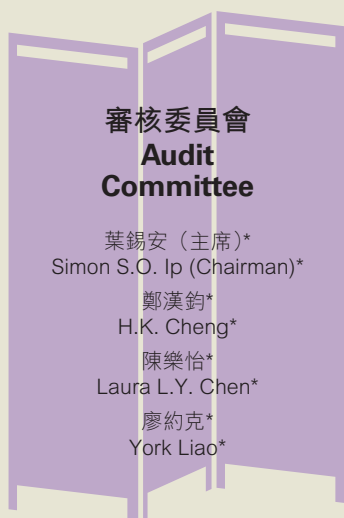 審核委員會
Audit
Committee
葉錫安（主席）*
Simon S.O. Ip (Chairman)*
鄭漢鈞*
H.K. Cheng*
陳樂怡*
Laura L.Y. Chen*
廖約克*
York Liao*